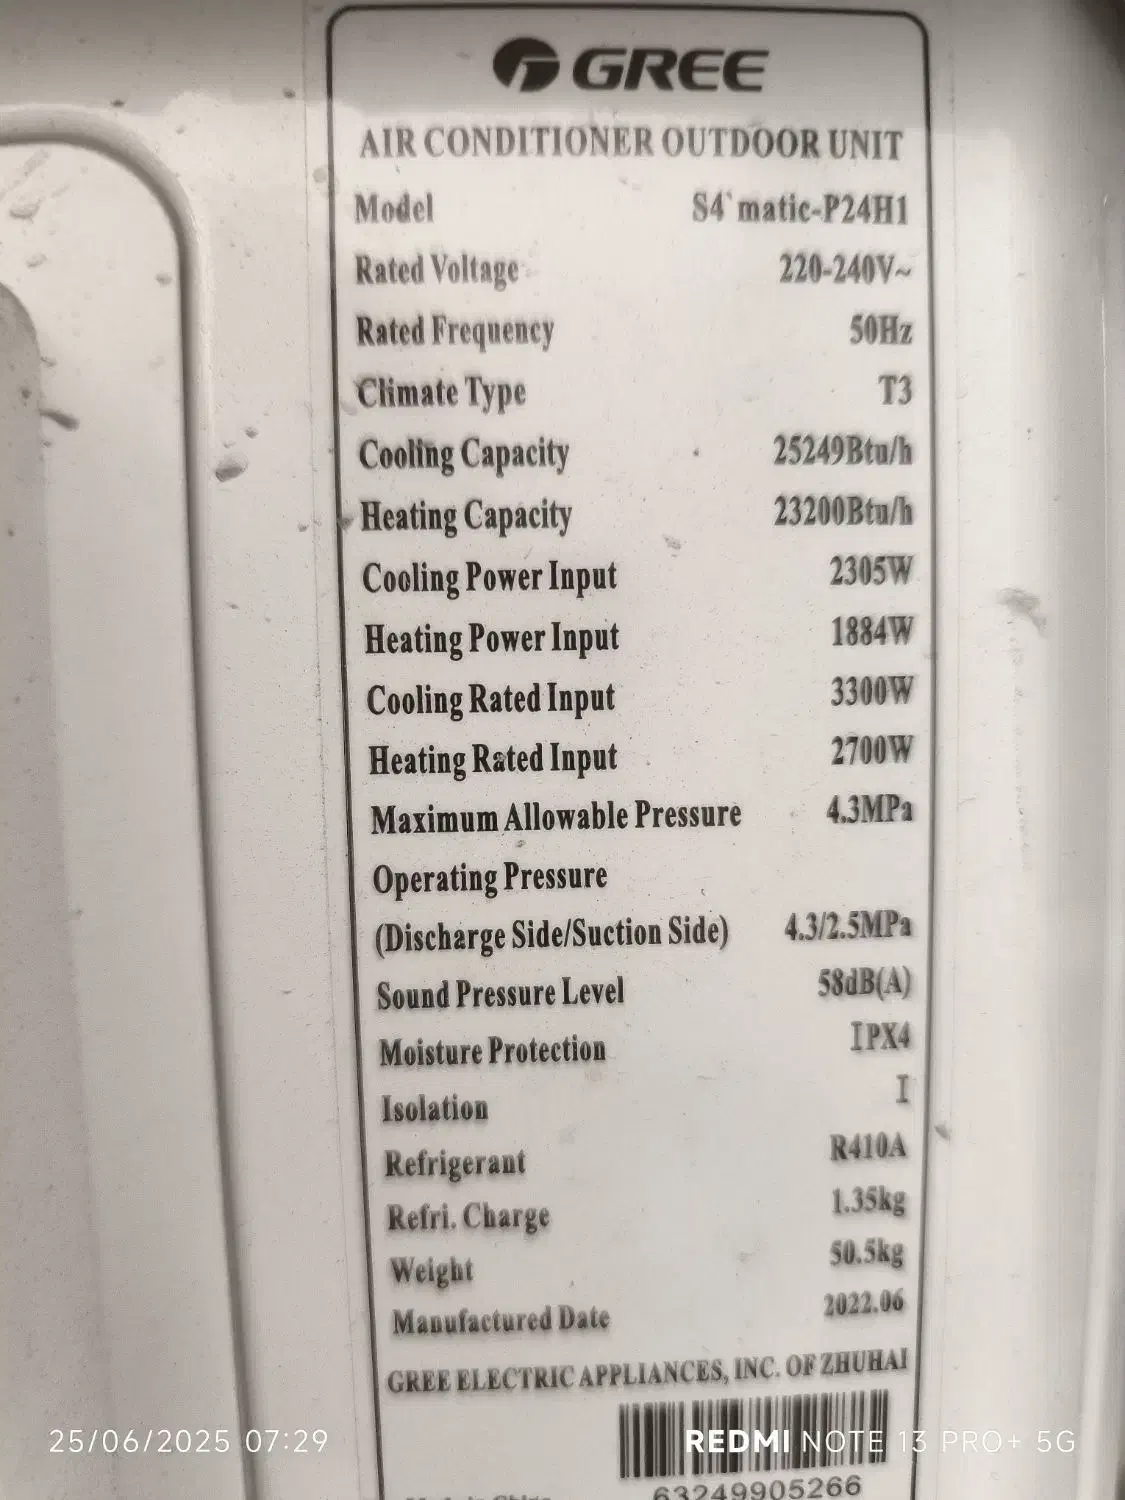 GREE
AIR CONDITIONER OUTDOOR UNIT
Model S4`matic-P24H1
Rated Voltage 220-240V~
Rated Frequency 50Hz
Climate Type T3
Cooling Capacity 25249Btu/h
Heating Capacity 23200Btu/h
Cooling Power Input 2305W
Heating Power Input 1884W
Cooling Rated Input 3300W
Heating Rated Input 2700W
Maximum Allowable Pressure 4.3MPa
Operating Pressure
(Discharge Side/Suction Side) 4.3/2.5MPa
Sound Pressure Level 58dB(A)
Moisture Protection IPX4
Isolation I
Refrigerant R410A
Refri. Charge 1.35kg
Weight 50.5kg
Manufactured Date 2022.06
GREE ELECTRIC APPLIANCES, INC. OF ZHUHAI
25/06/2025 07:29 REDMI NOTE 13 PRO+ 5G
63249905266